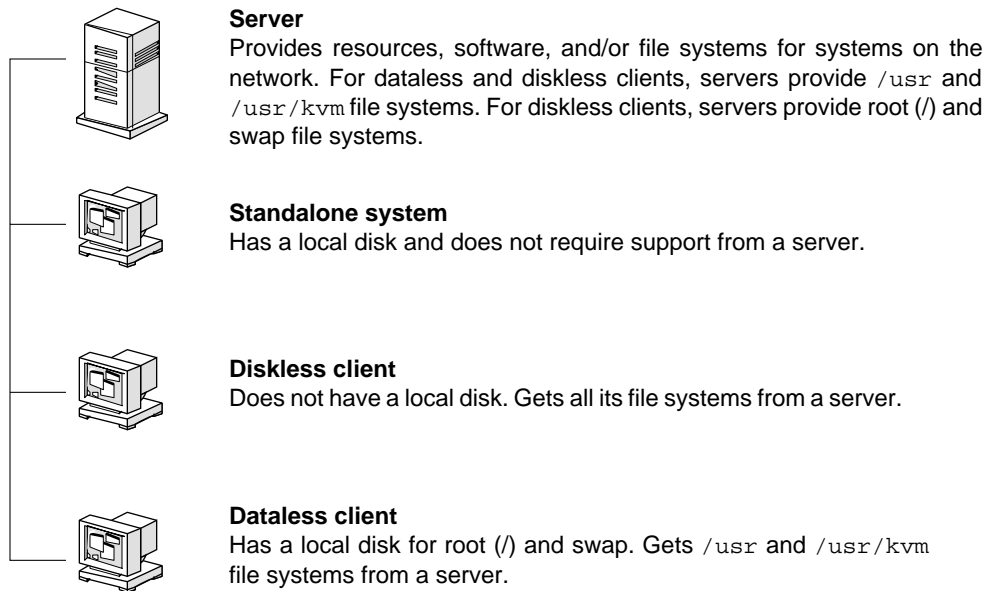 Server
Provides resources, software, and/or file systems for systems on the
network. For dataless and diskless clients, servers provide /usr and
/usr/kvm file systems. For diskless clients, servers provide root (/) and
swap file systems.
Standalone system
Has a local disk and does not require support from a server.
Diskless client
Does not have a local disk. Gets all its file systems from a server.
Dataless client
Has a local disk for root (/) and swap. Gets /usr and /usr/kvm
file systems from a server.